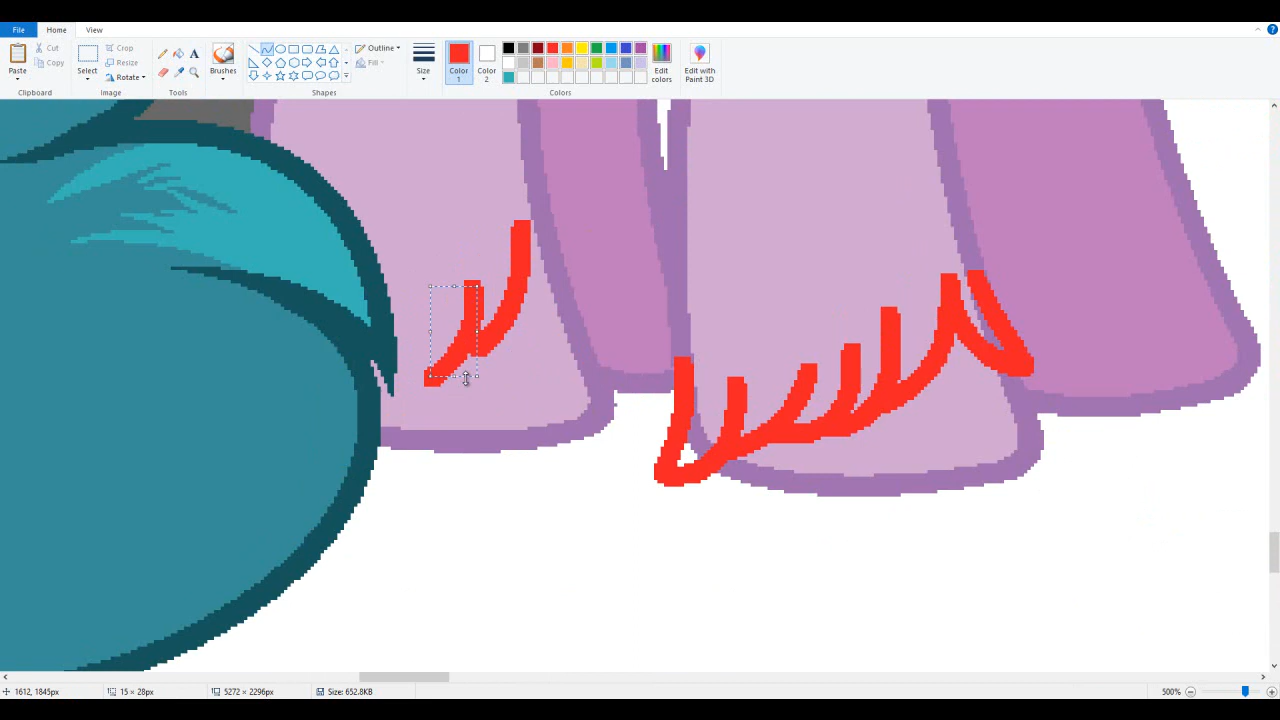 File Home View
Cut
Copy
Paste
Crop
Resize
Rotate
Select
Brushes
Outline
Fill
Size
Color 1
Color 2
Edit colors
Edit with Paint 3D
Clipboard Image Tools Shapes Colors
1612, 1845px 15 × 28px 5272 × 2296px Size: 652.8KB 500%